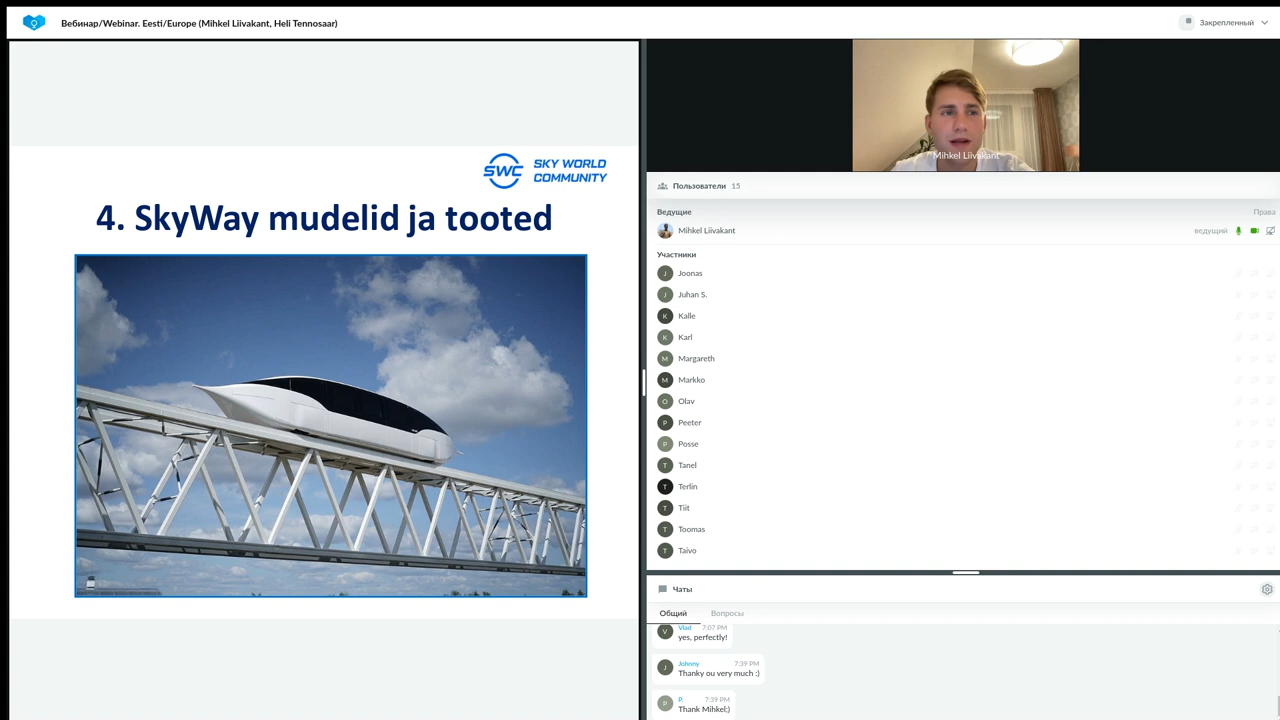 Вебинар/Webinar. Eesti/Europe (Mihkel Liivakant, Heli Tennosaar)
Закрепленный
SWC
SKY WORLD
COMMUNITY
4. SkyWay mudelid ja tooted
Mihkel Liivakant
Пользователи 15
Ведущие Права
Mihkel Liivakant ведущий
Участники
J Joonas
J Juhan S.
K Kalle
K Karl
M Margareth
M Markko
O Olav
P Peeter
P Posse
T Tanel
T Terlin
T Tiit
T Toomas
T Taivo
Чаты
Общий Вопросы
V Vlad 7:07 PM
yes, perfectly!
J Johnny 7:39 PM
Thanky ou very much :)
P P. 7:39 PM
Thank Mihkel;)